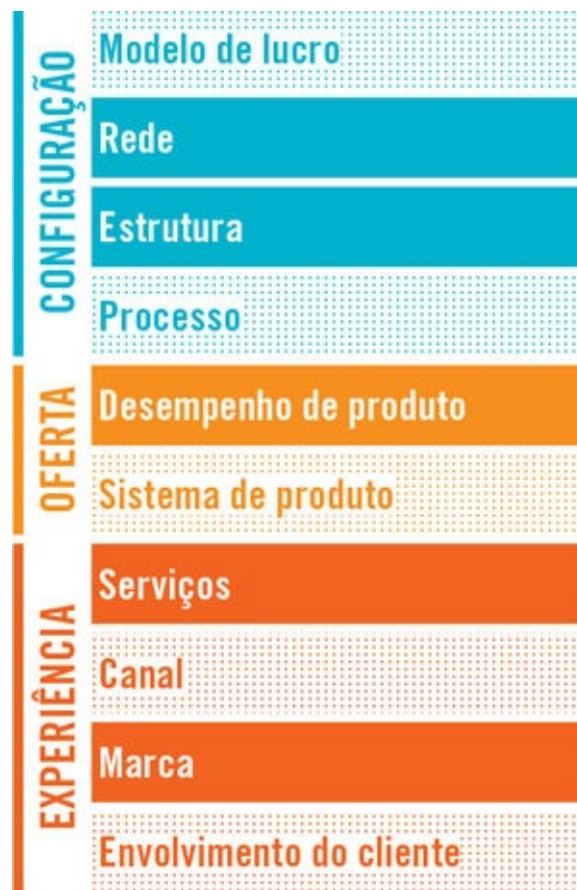 CONFIGURAÇÃO
Modelo de lucro
Rede
Estrutura
Processo
OFERTA
Desempenho de produto
Sistema de produto
EXPERIÊNCIA
Serviços
Canal
Marca
Envolvimento do cliente